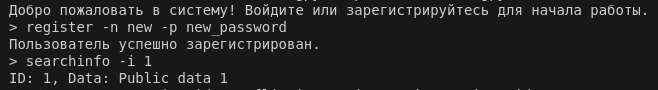 Добро пожаловать в систему! Войдите или зарегистрируйтесь для начала работы.
> register -n new -p new_password
Пользователь успешно зарегистрирован.
> searchinfo -i 1
ID: 1, Data: Public data 1